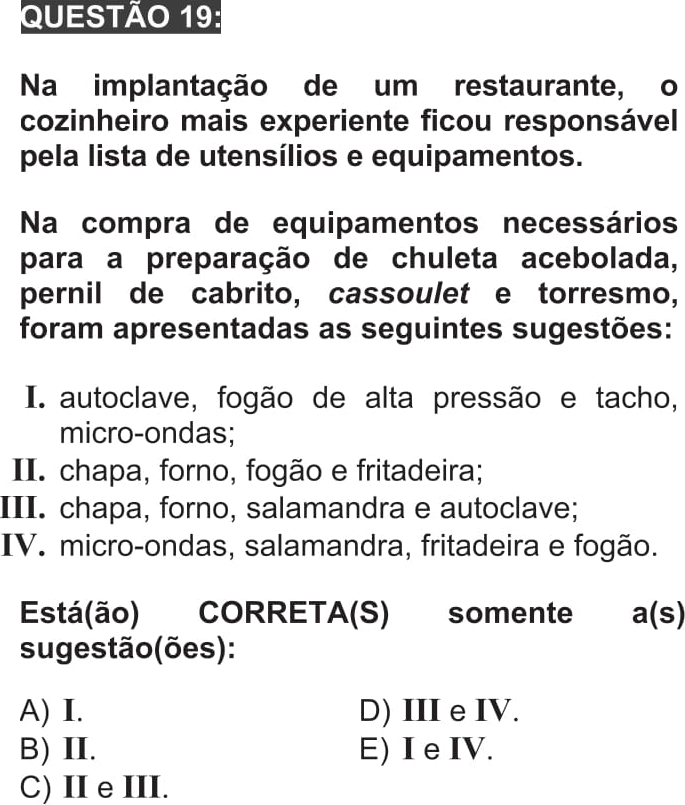 QUESTÃO 19:
Na implantação de um restaurante, o
cozinheiro mais experiente ficou responsável
pela lista de utensílios e equipamentos.
Na compra de equipamentos necessários
para a preparação de chuleta acebolada,
pernil de cabrito, cassoulet e torresmo,
foram apresentadas as seguintes sugestões:
I. autoclave, fogão de alta pressão e tacho,
micro-ondas;
II. chapa, forno, fogão e fritadeira;
III. chapa, forno, salamandra e autoclave;
IV. micro-ondas, salamandra, fritadeira e fogão.
Está(ão) CORRETA(S) somente a(s)
sugestão(ões):
A) I.
B) II.
C) II e III.
D) III e IV.
E) I e IV.